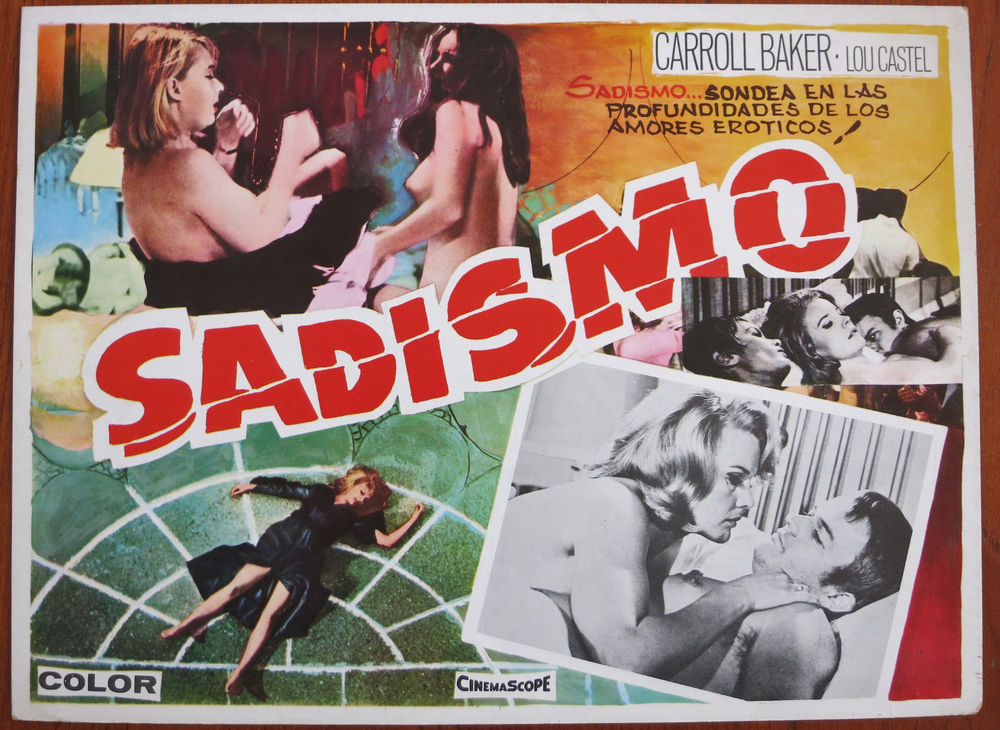 CARROLL BAKER · LOU CASTEL
SADISMO... SONDEA EN LAS
PROFUNDIDADES DE LOS
AMORES EROTICOS!
SADISMO
COLOR
CINEMASCOPE